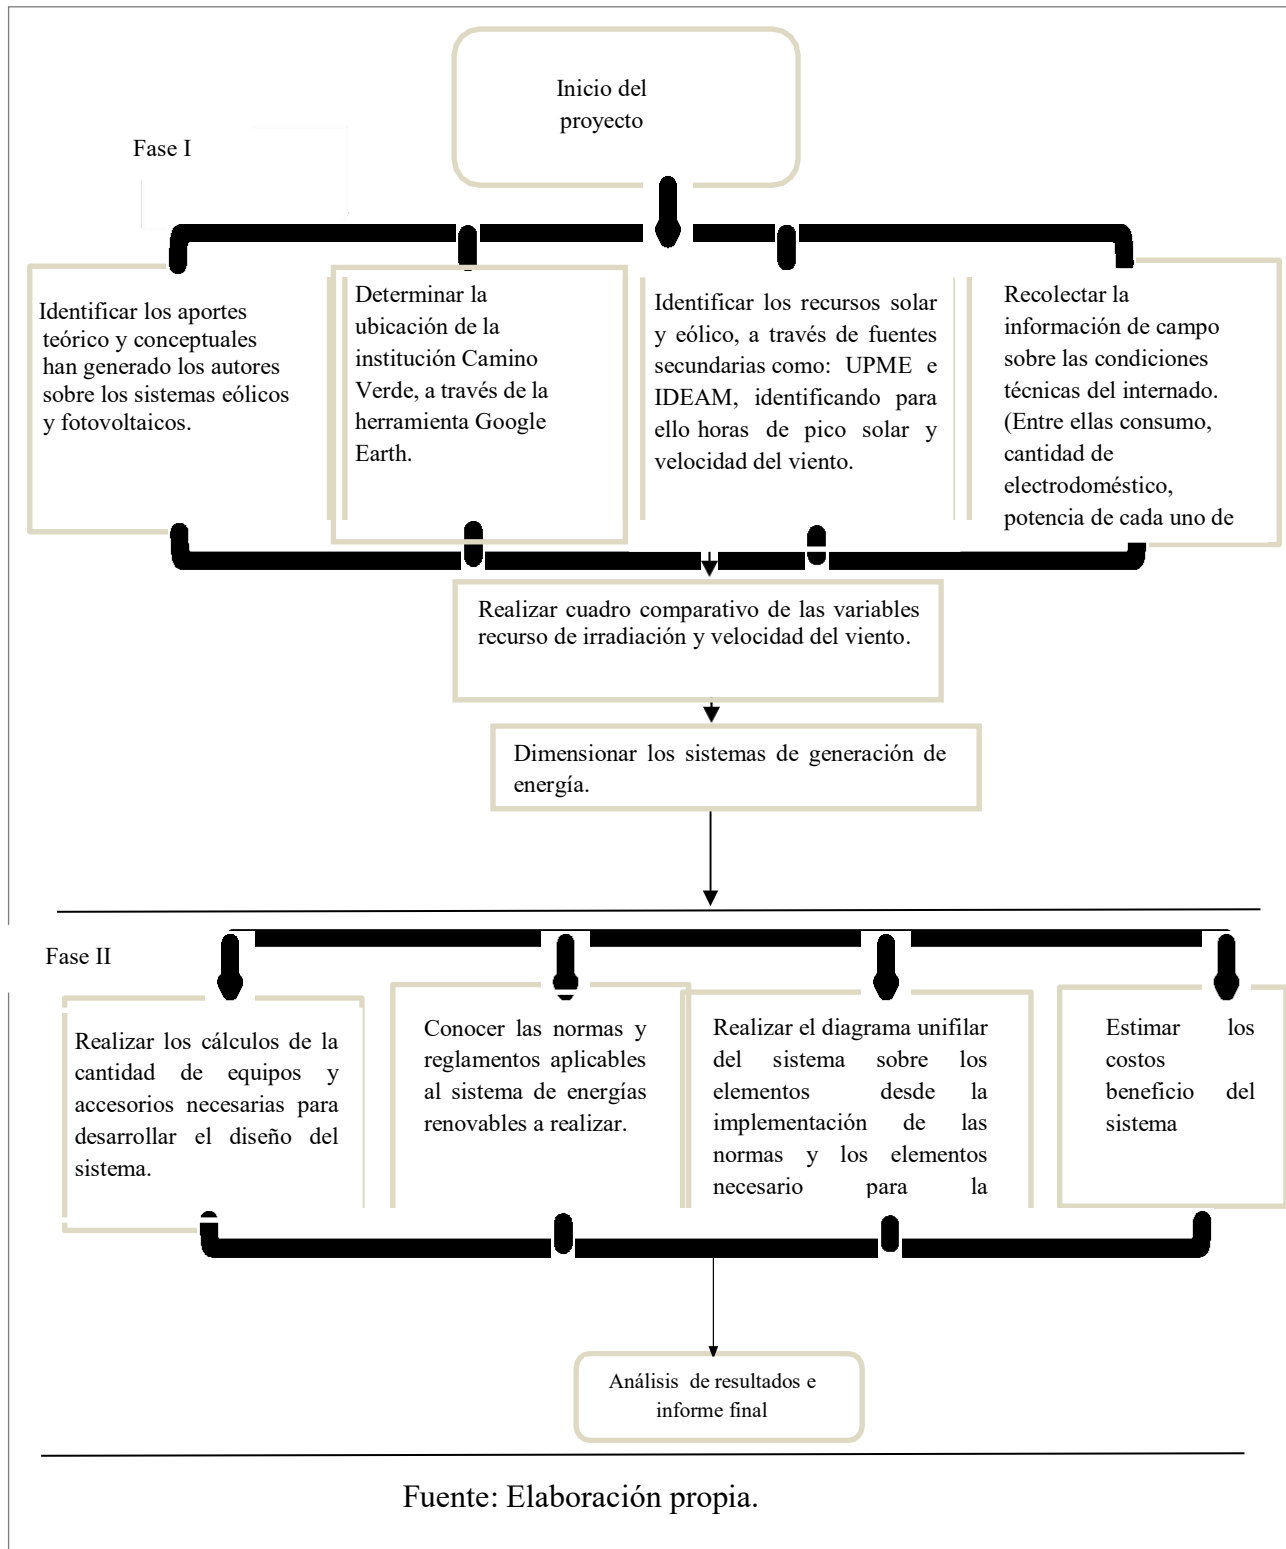 Inicio del
proyecto
Fase I
Identificar los aportes
teórico y conceptuales
han generado los autores
sobre los sistemas eólicos
y fotovoltaicos.
Determinar la
ubicación de la
institución Camino
Verde, a través de la
herramienta Google
Earth.
Identificar los recursos solar
y eólico, a través de fuentes
secundarias como: UPME e
IDEAM, identificando para
ello horas de pico solar y
velocidad del viento.
Recolectar la
información de campo
sobre las condiciones
técnicas del internado.
(Entre ellas consumo,
cantidad de
electrodoméstico,
potencia de cada uno de
Realizar cuadro comparativo de las variables
recurso de irradiación y velocidad del viento.
Dimensionar los sistemas de generación de
energía.
Fase II
Realizar los cálculos de la
cantidad de equipos y
accesorios necesarias para
desarrollar el diseño del
sistema.
Conocer las normas y
reglamentos aplicables
al sistema de energías
renovables a realizar.
Realizar el diagrama unifilar
del sistema sobre los
elementos desde la
implementación de las
normas y los elementos
necesario para la
Estimar los
costos
beneficio del
sistema
Análisis de resultados e
informe final
Fuente: Elaboración propia.